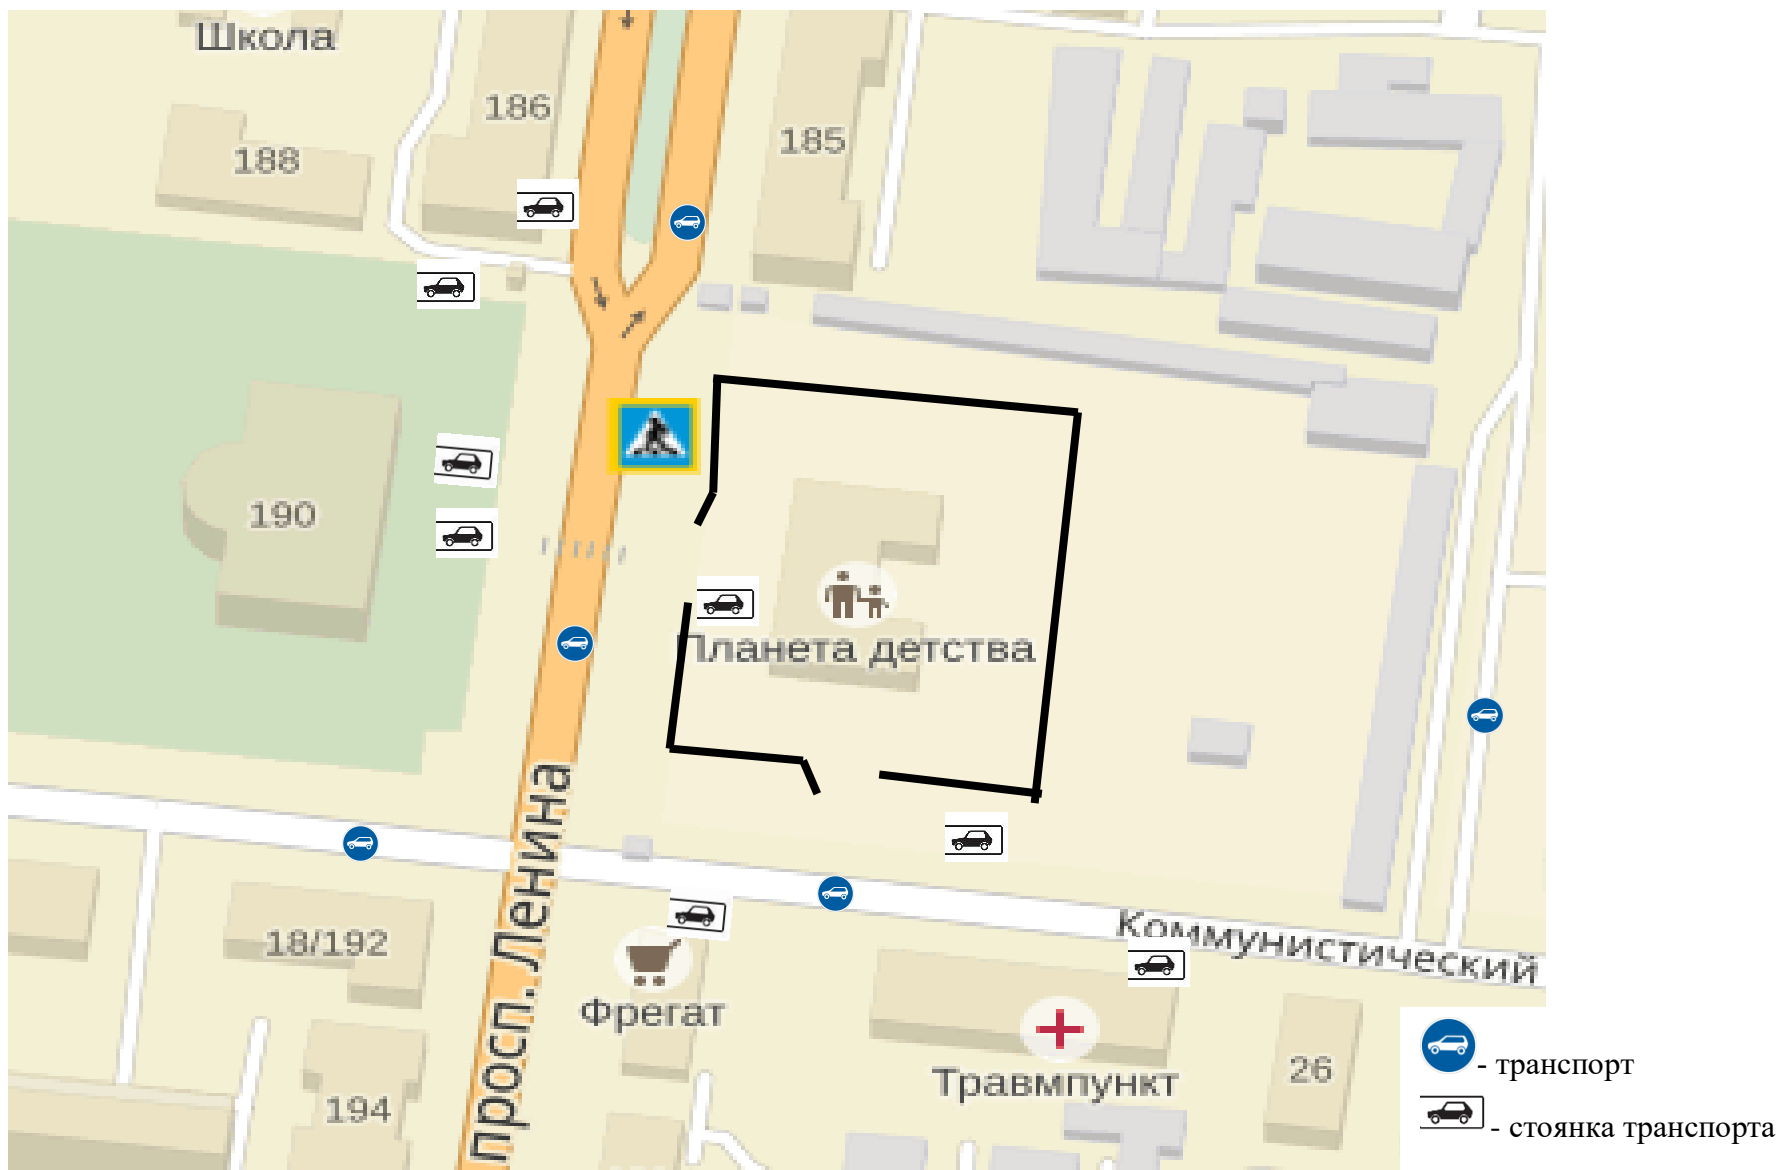 Школа
186
185
188
190
Планета детства
просп. Ленина
Коммунистический
18/192
Фрегат
Травмпункт
26
194
- транспорт
- стоянка транспорта